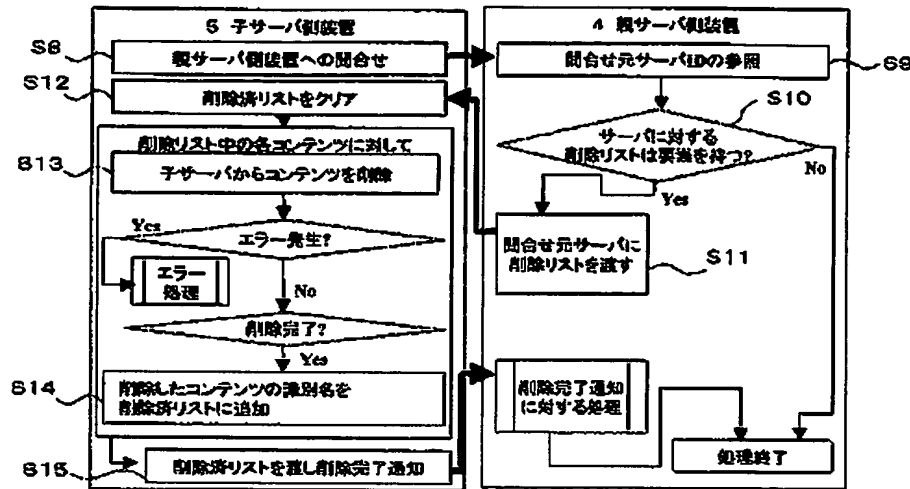 5 子サーバ側装置
S8
親サーバ側装置への問合せ
S12
削除済リストをクリア
削除リスト中の各コンテンツに対して
S13
子サーバからコンテンツを削除
Yes
エラー発生?
エラー
処理
No
削除完了?
Yes
S14
削除したコンテンツの識別名を
削除済リストに追加
S15
削除済リストを渡し削除完了通知
4 親サーバ側装置
問合せ元サーバIDの参照
S9
S10
サーバに対する
削除リストは要素を持つ?
No
Yes
問合せ元サーバに
削除リストを渡す
S11
削除完了通知
に対する処理
処理終了